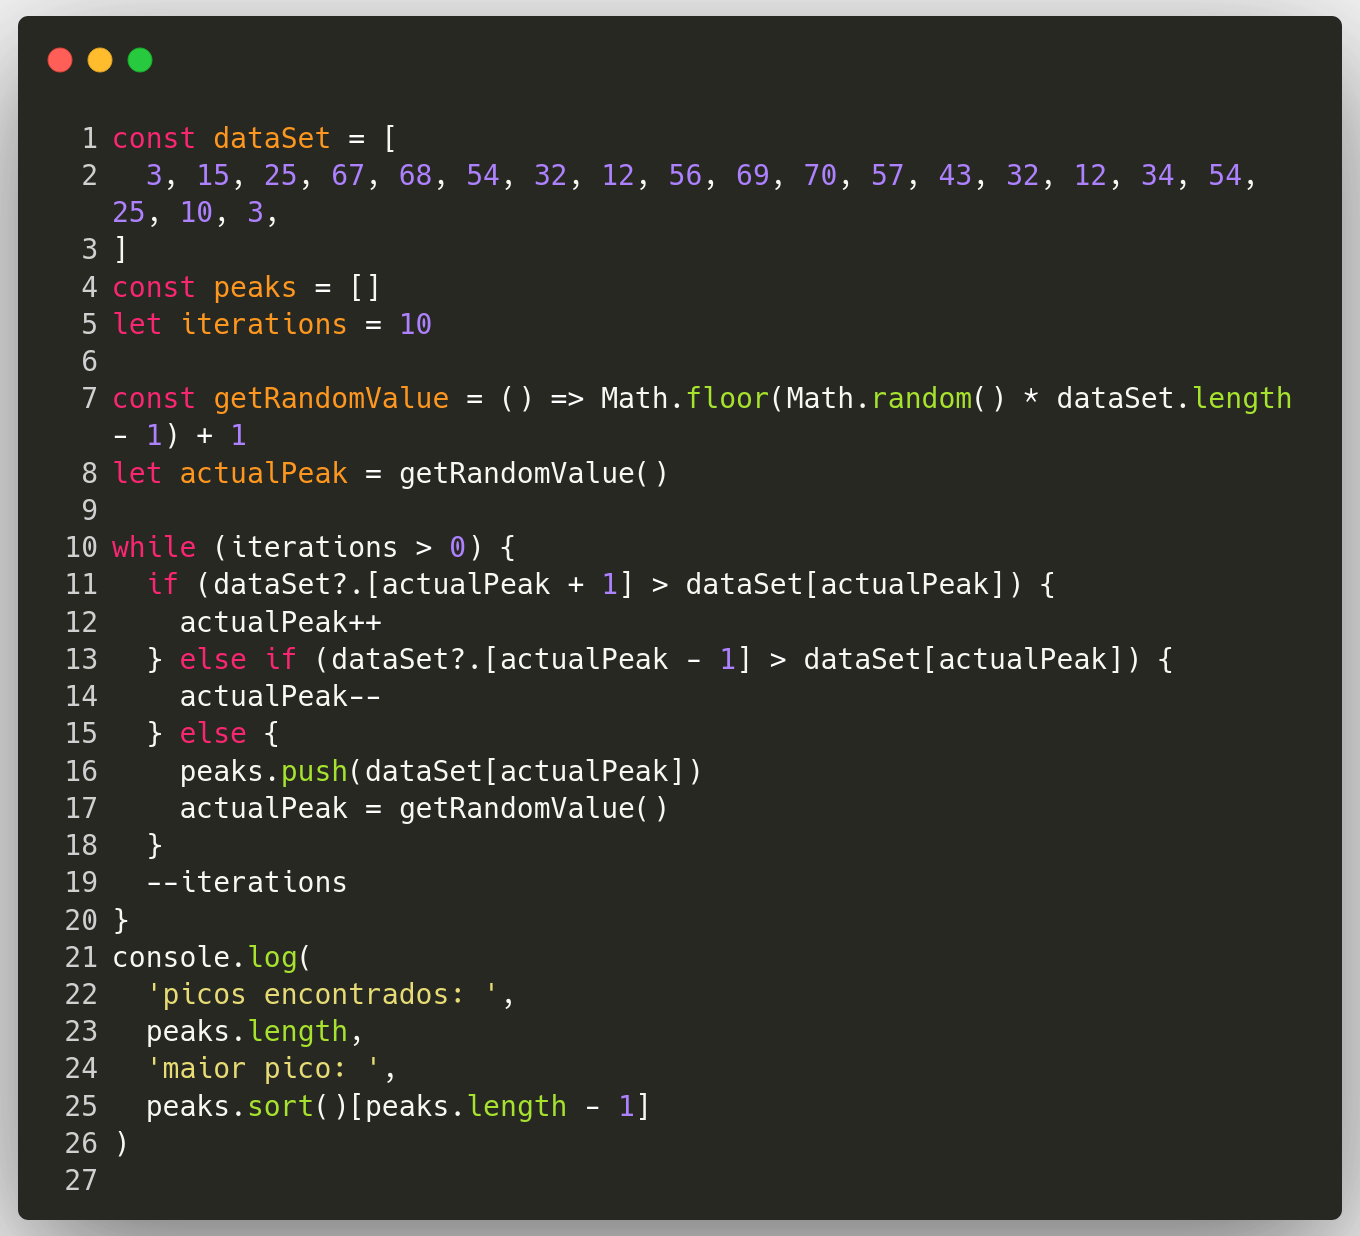 1 const dataSet = [
2   3, 15, 25, 67, 68, 54, 32, 12, 56, 69, 70, 57, 43, 32, 12, 34, 54,
25, 10, 3,
3 ]
4 const peaks = []
5 let iterations = 10
6
7 const getRandomValue = () => Math.floor(Math.random() * dataSet.length
- 1) + 1
8 let actualPeak = getRandomValue()
9
10 while (iterations > 0) {
11   if (dataSet?.[actualPeak + 1] > dataSet[actualPeak]) {
12     actualPeak++
13   } else if (dataSet?.[actualPeak - 1] > dataSet[actualPeak]) {
14     actualPeak--
15   } else {
16     peaks.push(dataSet[actualPeak])
17     actualPeak = getRandomValue()
18   }
19   --iterations
20 }
21 console.log(
22   'picos encontrados: ',
23   peaks.length,
24   'maior pico: ',
25   peaks.sort()[peaks.length - 1]
26 )
27